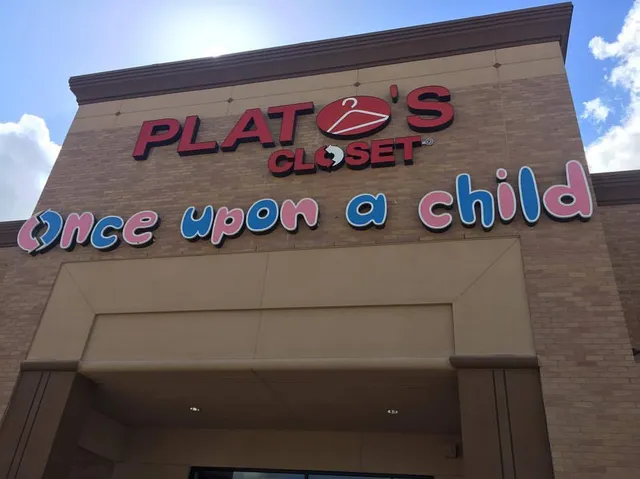 PLATO'S
CLOSET®
Once upon a child